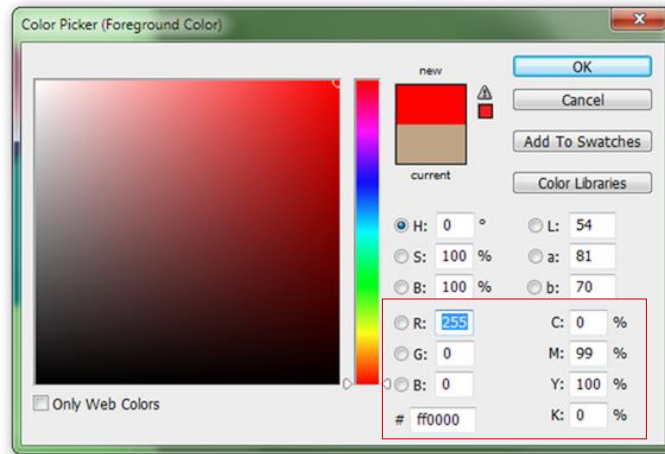 Color Picker (Foreground Color)
new
current
OK
Cancel
Add To Swatches
Color Libraries
H: 0 °
L: 54
S: 100 %
a: 81
B: 100 %
b: 70
R: 255
C: 0 %
G: 0
M: 99 %
B: 0
Y: 100 %
# ff0000
K: 0 %
Only Web Colors